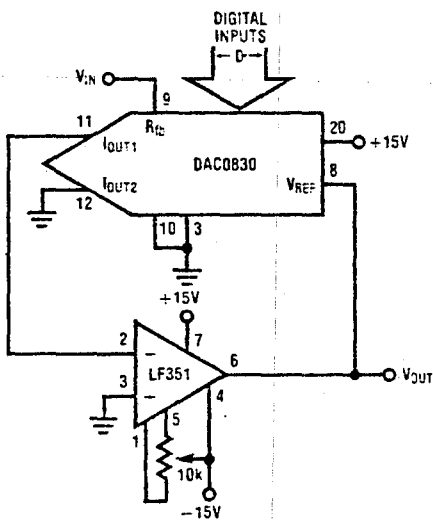 DIGITAL
INPUTS
D
VIN
9
11
Rfb
20
+15V
IOUT1
DAC0830
8
IOUT2
VREF
12
10
3
+15V
7
2
−
LF351
6
VOUT
3
+
4
5
1
10k
−15V